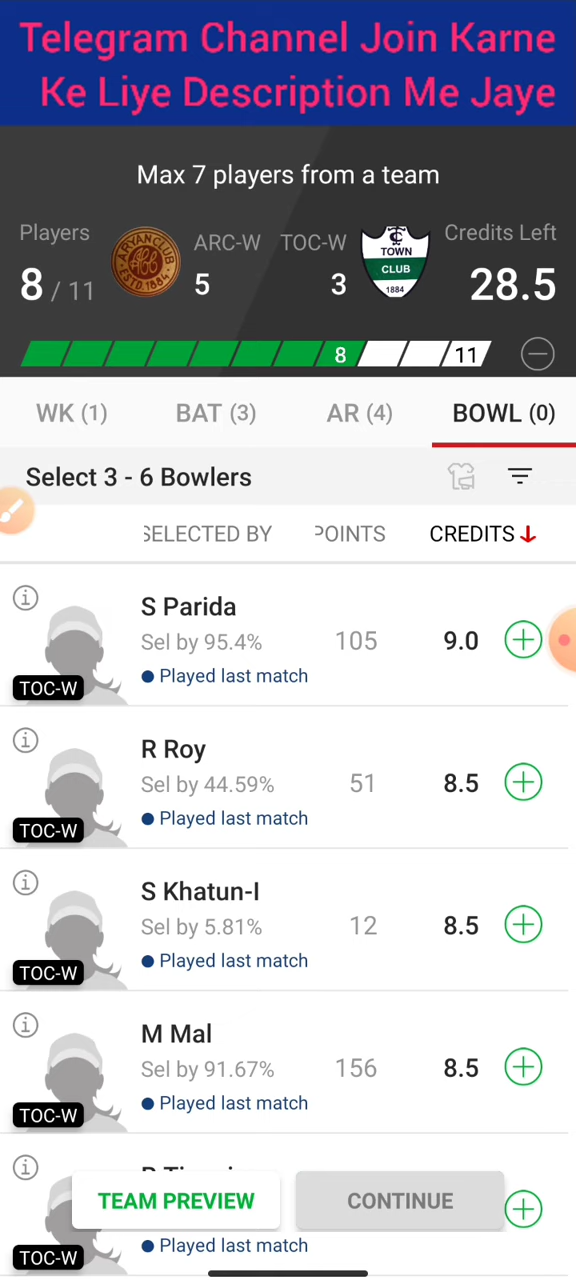 Telegram Channel Join Karne
Ke Liye Description Me Jaye
Max 7 players from a team
Players
8 / 11
ARYAN CLUB
ESTD. 1884
ARC-W
5
TOC-W
3
TOWN
CLUB
1884
Credits Left
28.5
8
11
WK (1)
BAT (3)
AR (4)
BOWL (0)
Select 3 - 6 Bowlers
SELECTED BY
POINTS
CREDITS
S Parida
Sel by 95.4%
105
9.0
Played last match
TOC-W
R Roy
Sel by 44.59%
51
8.5
Played last match
TOC-W
S Khatun-I
Sel by 5.81%
12
8.5
Played last match
TOC-W
M Mal
Sel by 91.67%
156
8.5
Played last match
TOC-W
TEAM PREVIEW
CONTINUE
Played last match
TOC-W